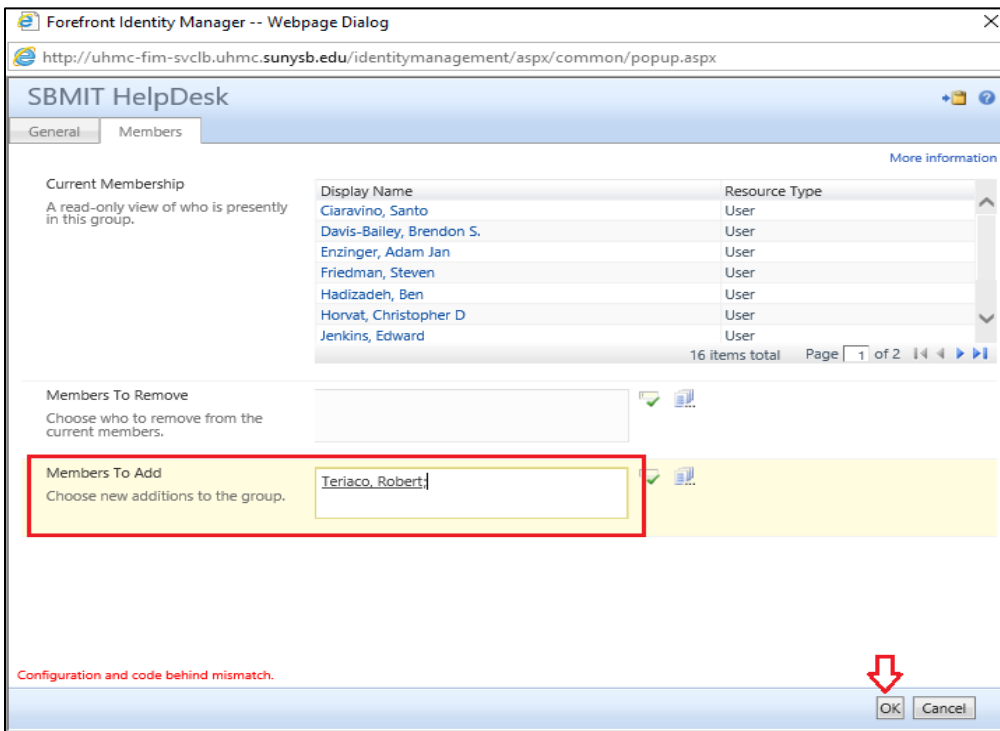 Forefront Identity Manager -- Webpage Dialog
http://uhmc-fim-svclb.uhmc.sunysb.edu/identitymanagement/aspx/common/popup.aspx
SBMIT HelpDesk
General Members
More information
Current Membership
A read-only view of who is presently
in this group.
Display Name Resource Type
Ciaravino, Santo User
Davis-Bailey, Brendon S. User
Enzinger, Adam Jan User
Friedman, Steven User
Hadizadeh, Ben User
Horvat, Christopher D User
Jenkins, Edward User
16 items total Page 1 of 2
Members To Remove
Choose who to remove from the
current members.
Members To Add
Choose new additions to the group.
Teriaco, Robert;
Configuration and code behind mismatch.
OK Cancel